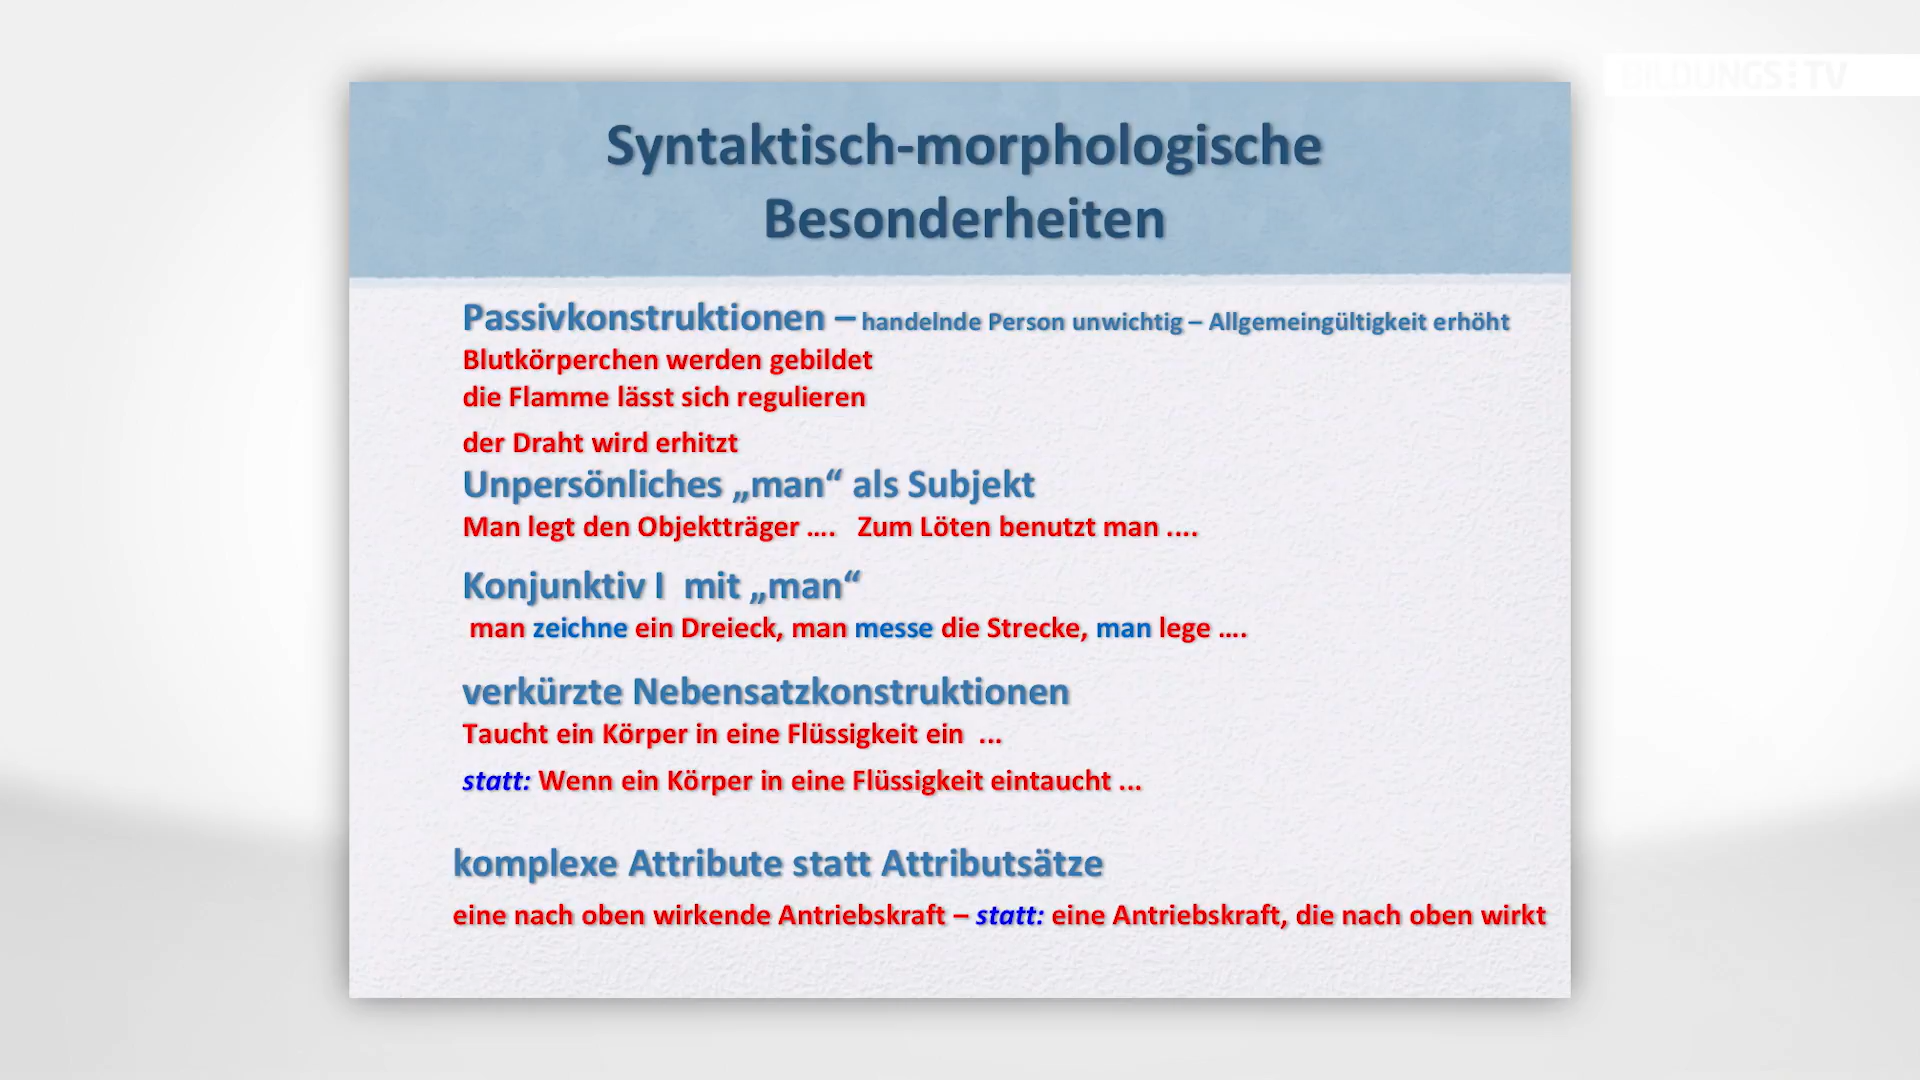 BILDUNGS TV
Syntaktisch-morphologische
Besonderheiten
Passivkonstruktionen – handelnde Person unwichtig – Allgemeingültigkeit erhöht
Blutkörperchen werden gebildet
die Flamme lässt sich regulieren
der Draht wird erhitzt
Unpersönliches „man“ als Subjekt
Man legt den Objektträger …. Zum Löten benutzt man ....
Konjunktiv I mit „man“
man zeichne ein Dreieck, man messe die Strecke, man lege ….
verkürzte Nebensatzkonstruktionen
Taucht ein Körper in eine Flüssigkeit ein ...
statt: Wenn ein Körper in eine Flüssigkeit eintaucht ...
komplexe Attribute statt Attributsätze
eine nach oben wirkende Antriebskraft – statt: eine Antriebskraft, die nach oben wirkt